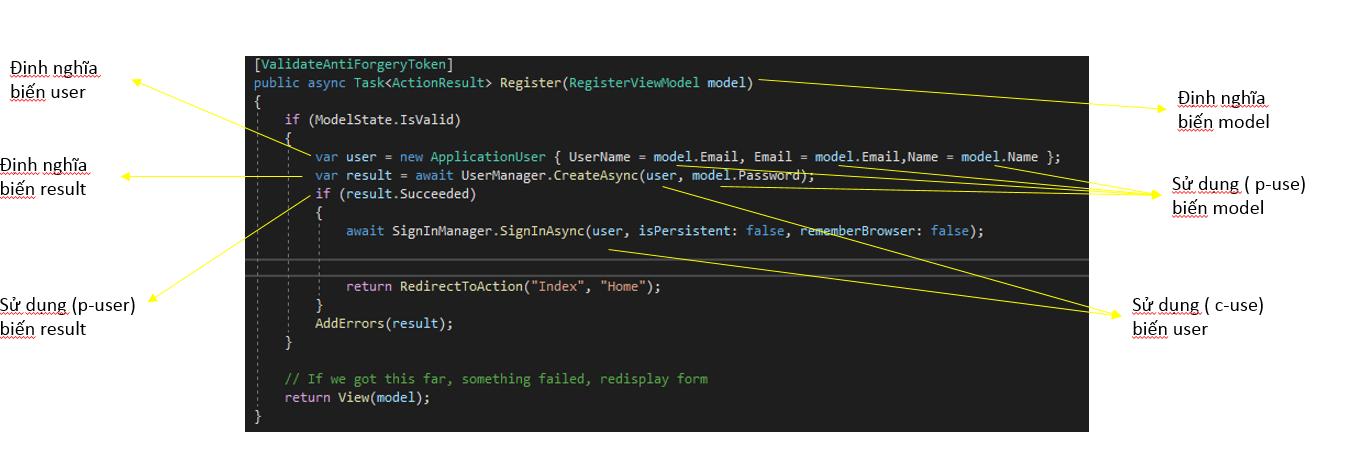 Định nghĩa
biến user
Định nghĩa
biến result
Sử dụng (p-user)
biến result
[ValidateAntiForgeryToken]
public async Task<ActionResult> Register(RegisterViewModel model)
{
if (ModelState.IsValid)
{
var user = new ApplicationUser { UserName = model.Email, Email = model.Email,Name = model.Name };
var result = await UserManager.CreateAsync(user, model.Password);
if (result.Succeeded)
{
await SignInManager.SignInAsync(user, isPersistent: false, rememberBrowser: false);
return RedirectToAction("Index", "Home");
}
AddErrors(result);
}
// If we got this far, something failed, redisplay form
return View(model);
}
Định nghĩa
biến model
Sử dụng ( p-use)
biến model
Sử dụng ( c-use)
biến user